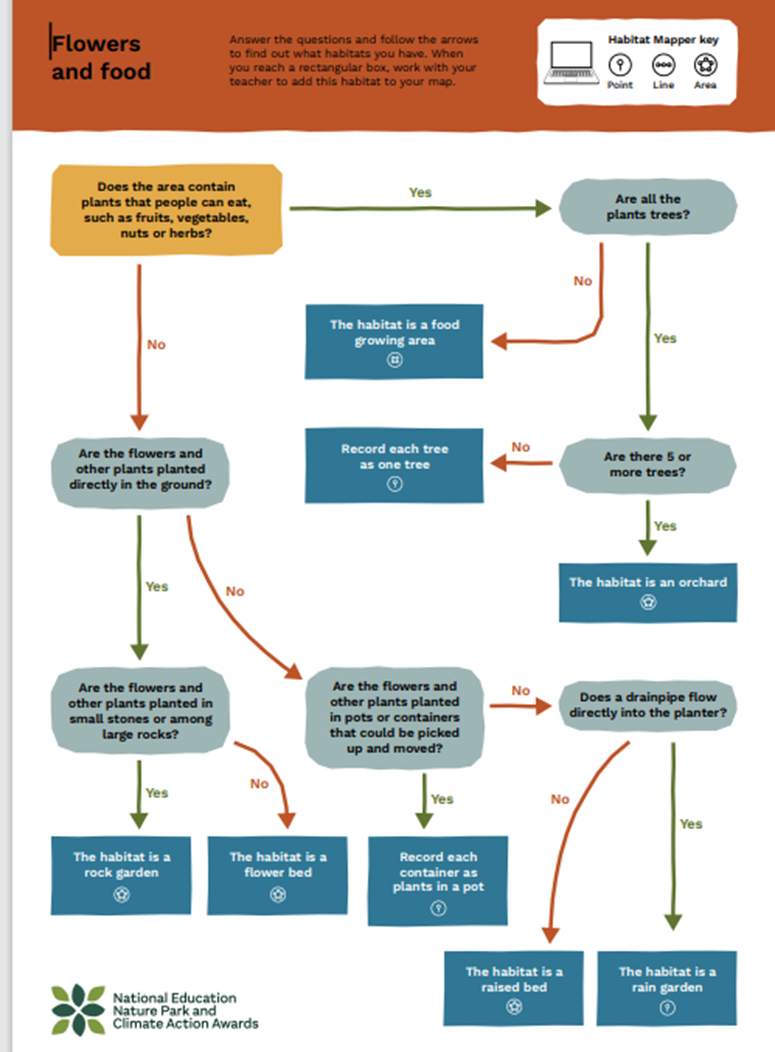 Flowers
and food
Answer the questions and follow the arrows
to find out what habitats you have. When
you reach a rectangular box, work with your
teacher to add this habitat to your map.
Habitat Mapper key
Point
Line
Area
Does the area contain
plants that people can eat,
such as fruits, vegetables,
nuts or herbs?
Yes
Are all the
plants trees?
No
The habitat is a food
growing area
No
Yes
Are the flowers and
other plants planted
directly in the ground?
Record each tree
as one tree
No
Are there 5 or
more trees?
Yes
The habitat is an orchard
Yes
No
Are the flowers and
other plants planted in
small stones or among
large rocks?
Are the flowers and
other plants planted
in pots or containers
that could be picked
up and moved?
No
Does a drainpipe flow
directly into the planter?
Yes
No
Yes
No
Yes
The habitat is a
rock garden
The habitat is a
flower bed
Record each
container as
plants in a pot
The habitat is a
raised bed
The habitat is a
rain garden
National Education
Nature Park and
Climate Action Awards